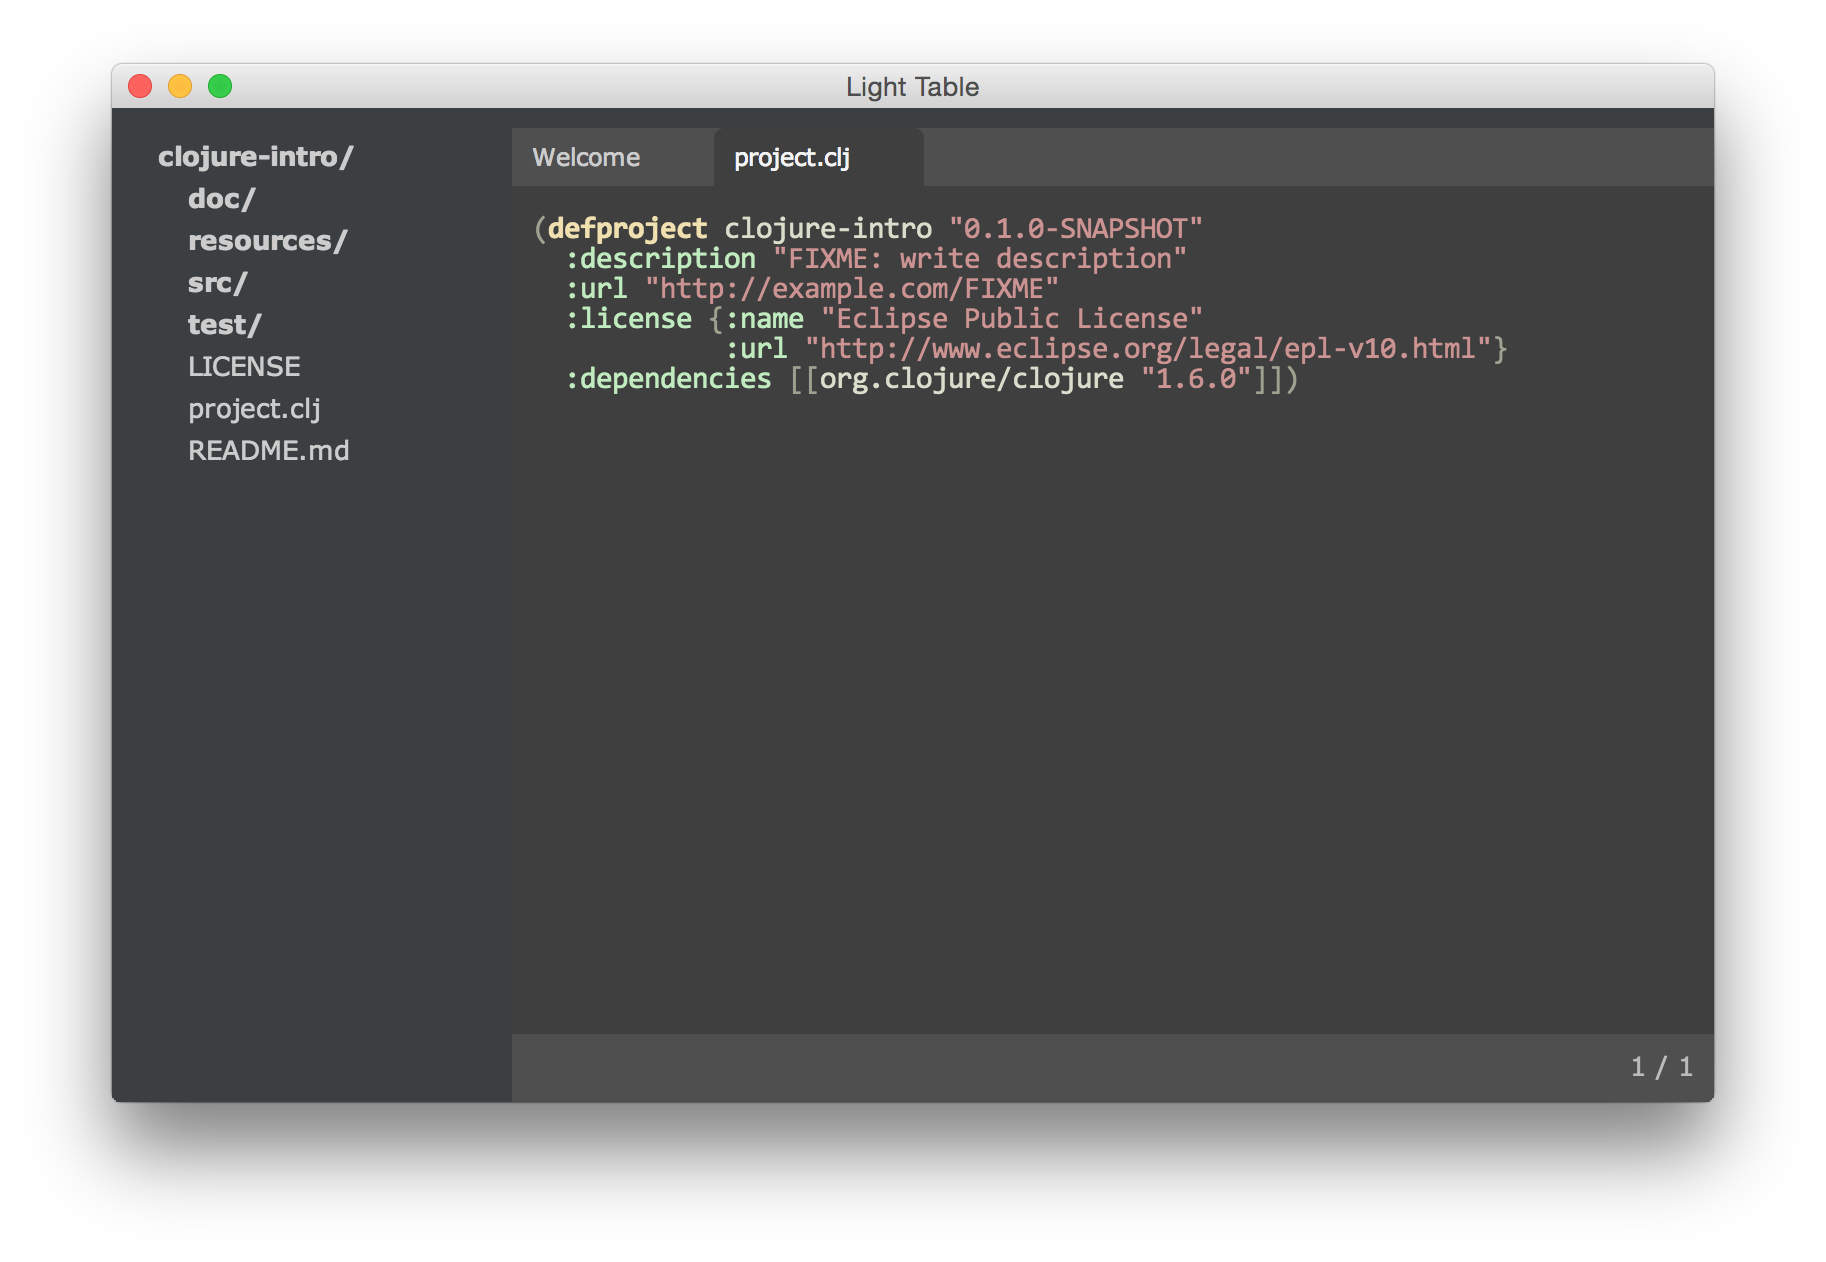 Light Table
clojure-intro/
doc/
resources/
src/
test/
LICENSE
project.clj
README.md
Welcome
project.clj
(defproject clojure-intro "0.1.0-SNAPSHOT"
  :description "FIXME: write description"
  :url "http://example.com/FIXME"
  :license {:name "Eclipse Public License"
            :url "http://www.eclipse.org/legal/epl-v10.html"}
  :dependencies [[org.clojure/clojure "1.6.0"]])
1 / 1